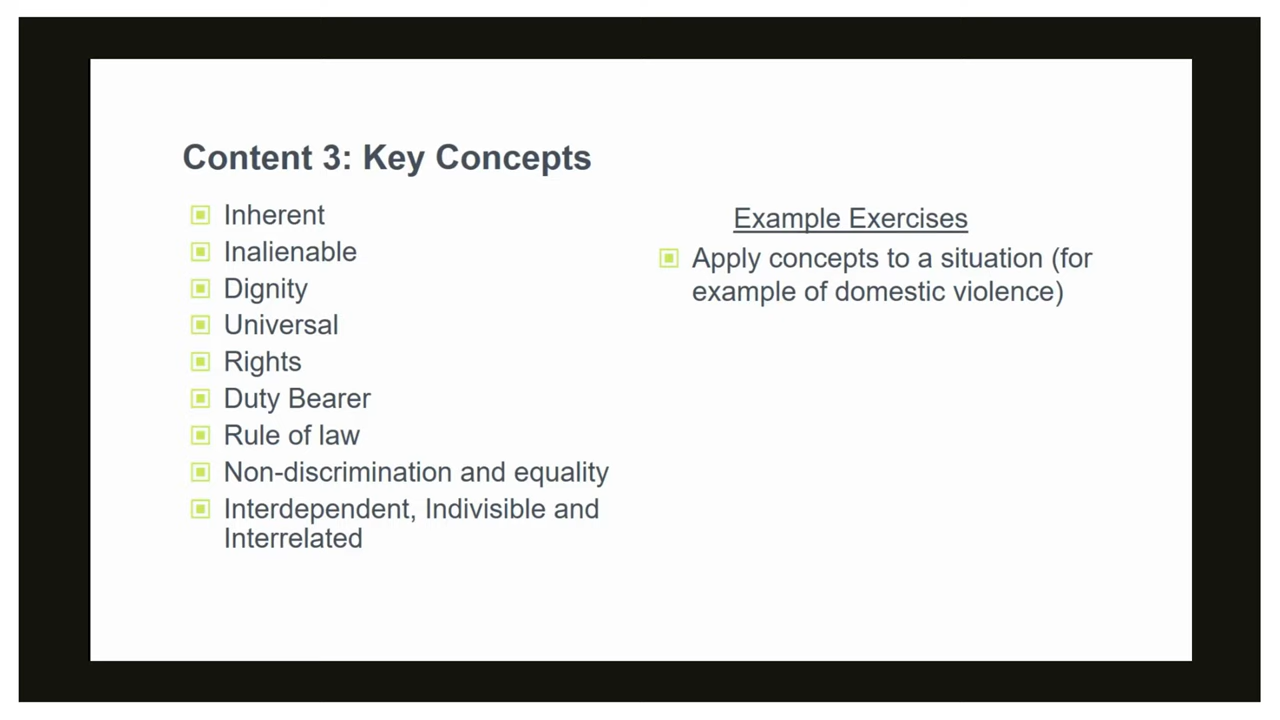 Content 3: Key Concepts
Inherent
Inalienable
Dignity
Universal
Rights
Duty Bearer
Rule of law
Non-discrimination and equality
Interdependent, Indivisible and
Interrelated
Example Exercises
Apply concepts to a situation (for
example of domestic violence)